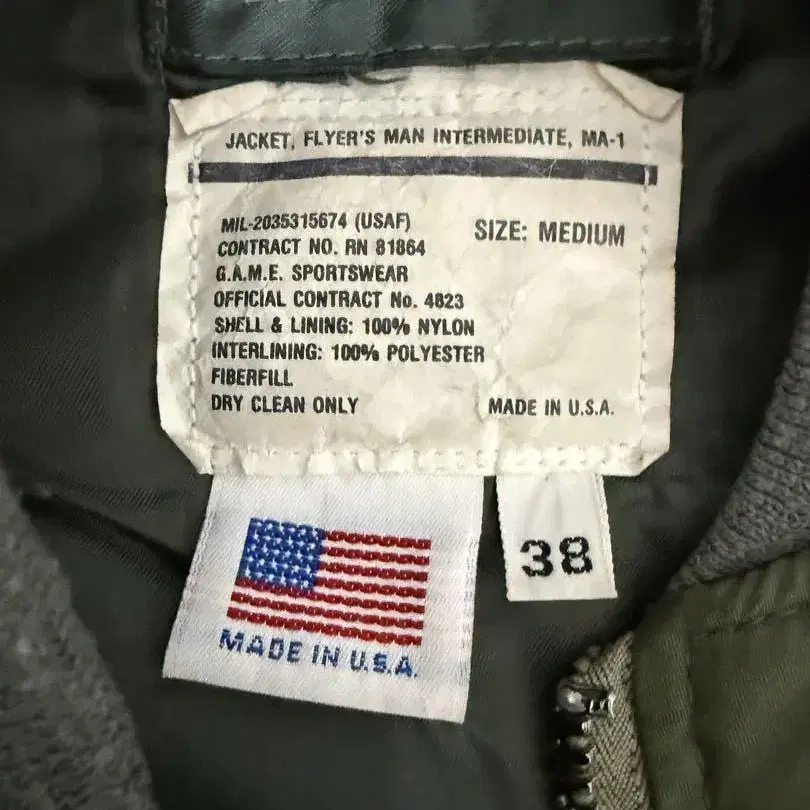 JACKET, FLYER'S MAN INTERMEDIATE, MA-1
MIL-2035315674 (USAF)
SIZE: MEDIUM
CONTRACT NO. RN 81864
G.A.M.E. SPORTSWEAR
OFFICIAL CONTRACT No. 4823
SHELL & LINING: 100% NYLON
INTERLINING: 100% POLYESTER
FIBERFILL
DRY CLEAN ONLY
MADE IN U.S.A.
38
MADE IN U.S.A.